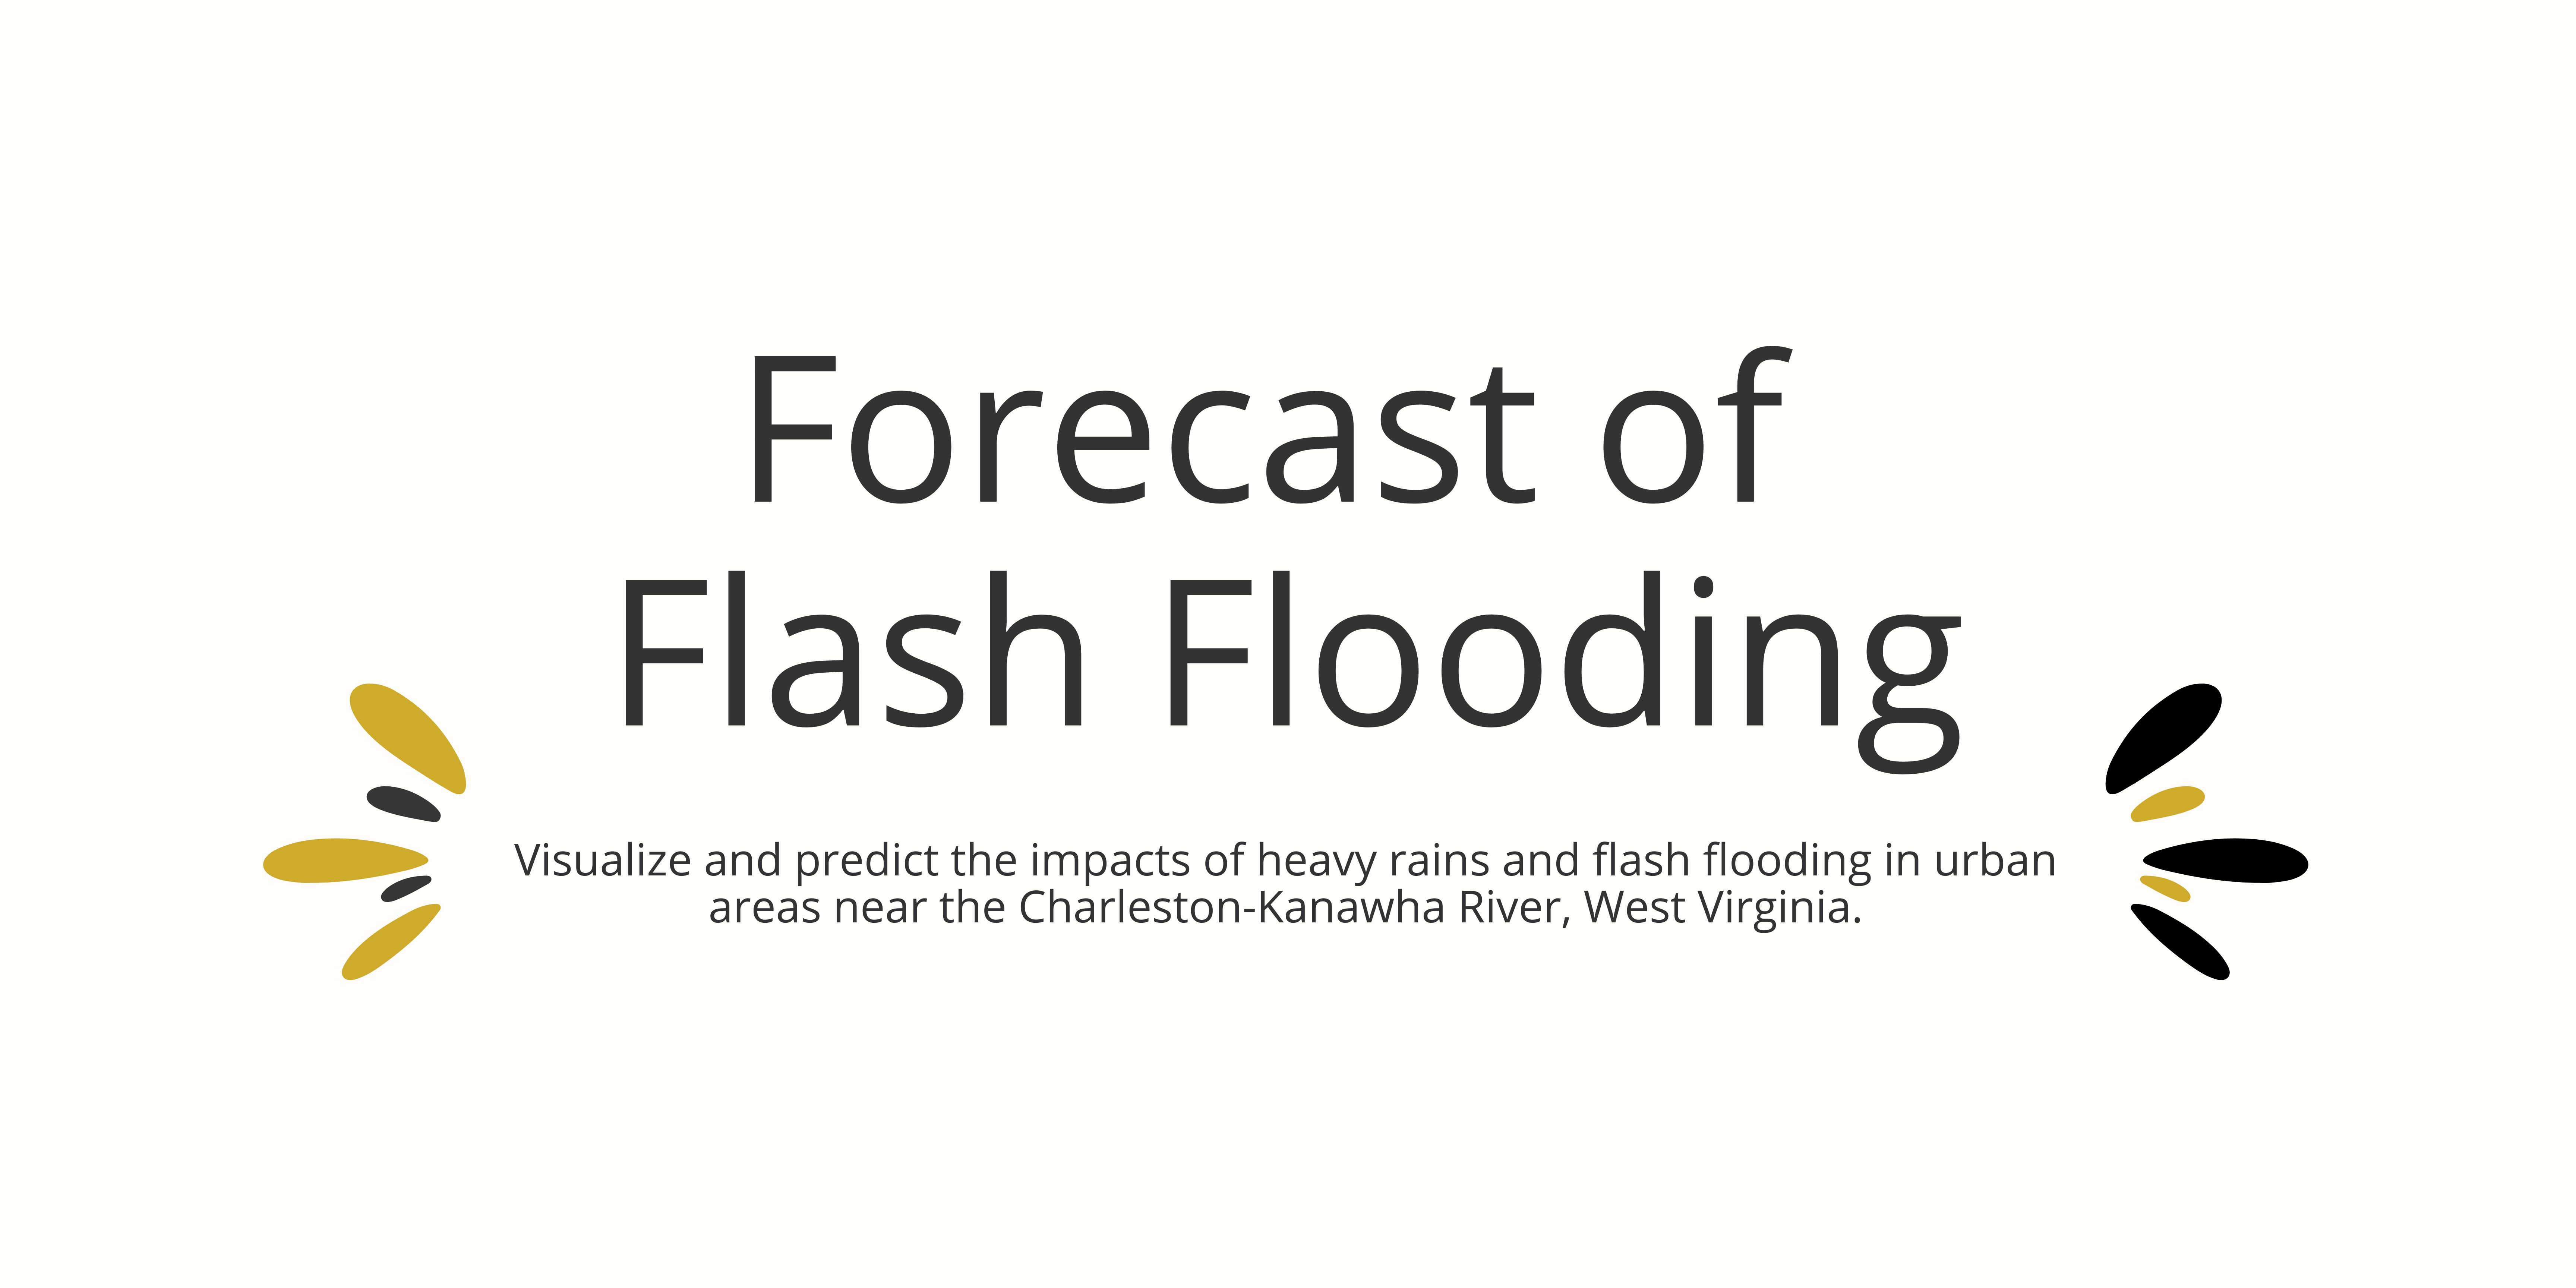 Forecast of
Flash Flooding
Visualize and predict the impacts of heavy rains and flash flooding in urban
areas near the Charleston-Kanawha River, West Virginia.